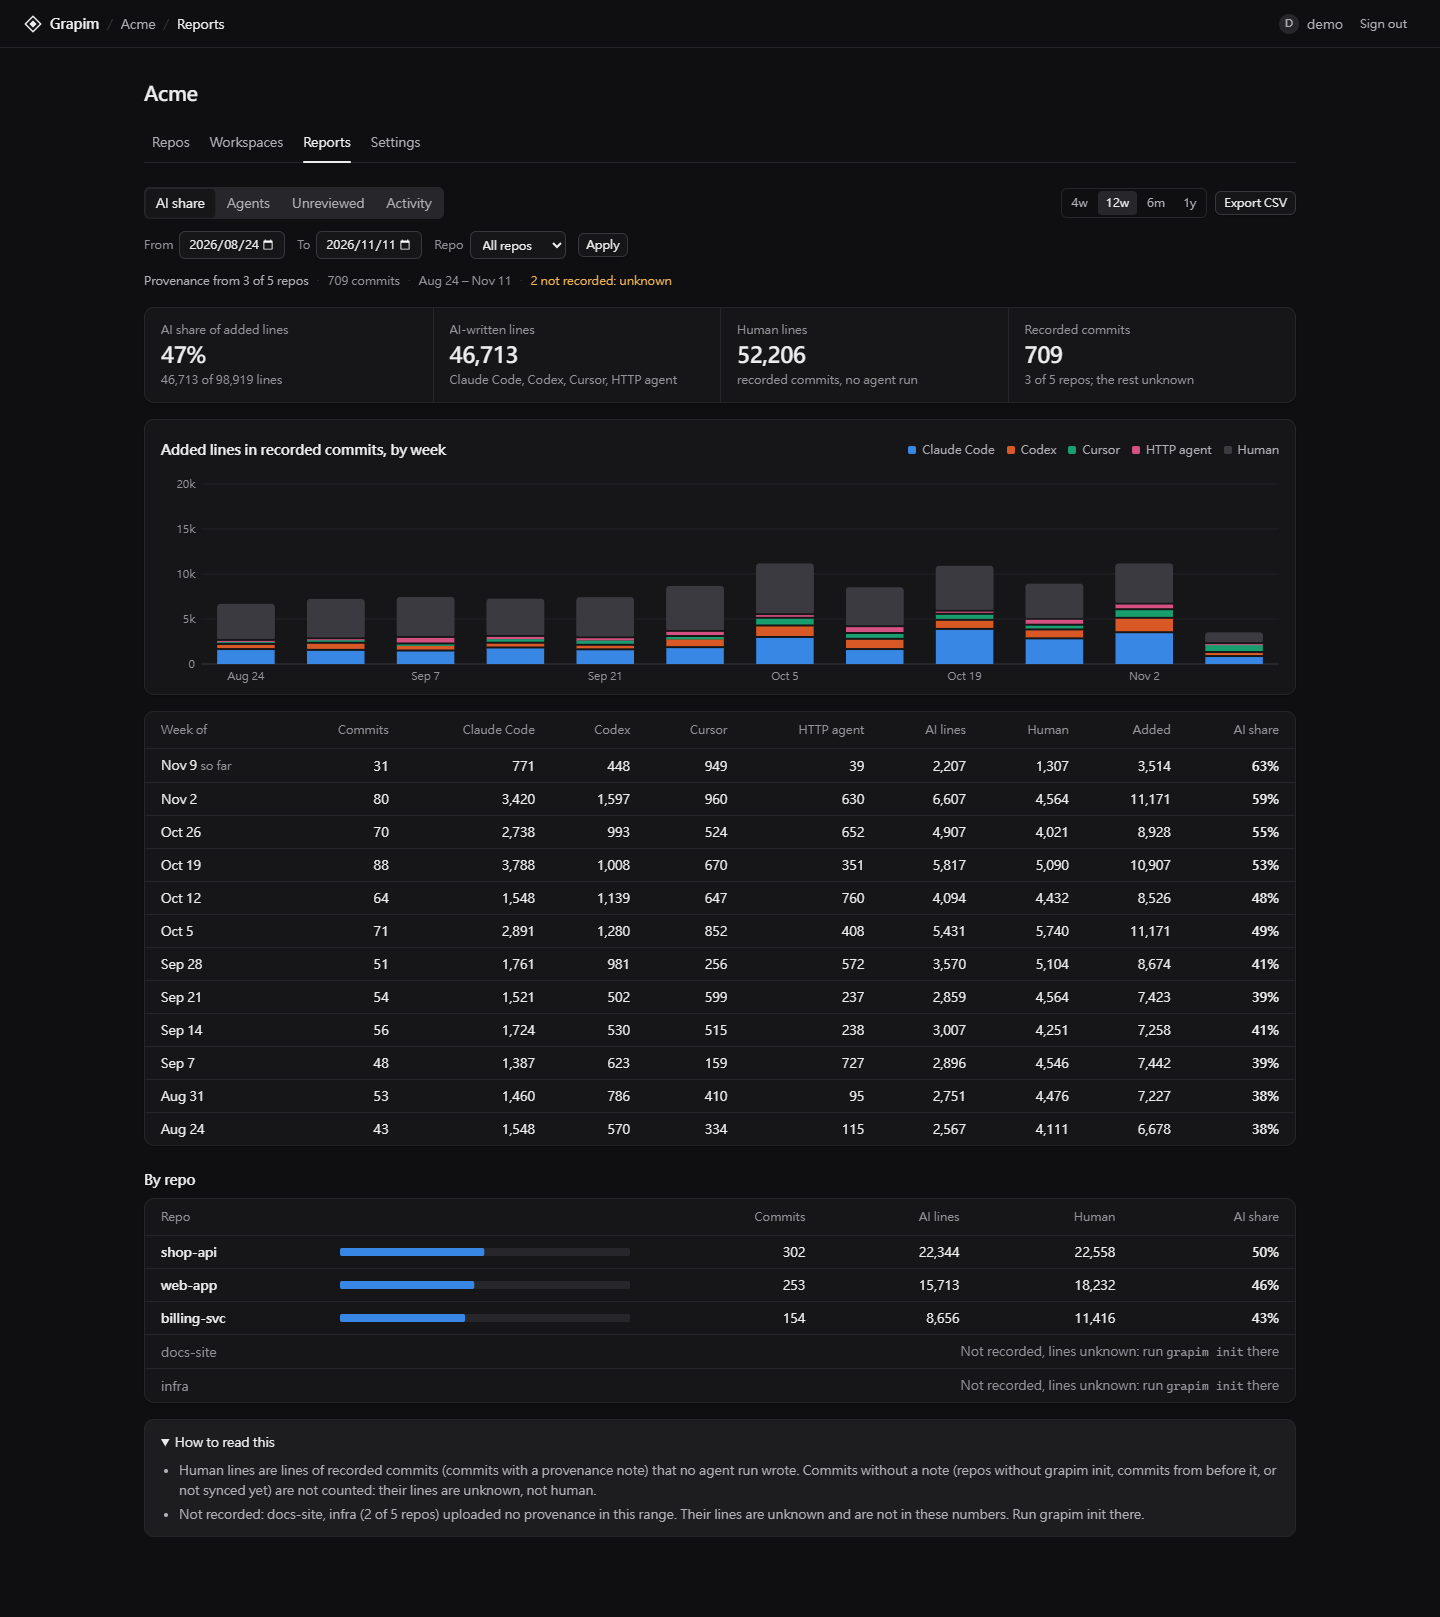 Grapim / Acme / Reports
D demo Sign out
Acme
Repos Workspaces Reports Settings
AI share Agents Unreviewed Activity
4w 12w 6m 1y Export CSV
From 2026/08/24 To 2026/11/11 Repo All repos Apply
Provenance from 3 of 5 repos · 709 commits · Aug 24 – Nov 11 · 2 not recorded: unknown
AI share of added lines
47%
46,713 of 98,919 lines
AI-written lines
46,713
Claude Code, Codex, Cursor, HTTP agent
Human lines
52,206
recorded commits, no agent run
Recorded commits
709
3 of 5 repos; the rest unknown
Added lines in recorded commits, by week
Claude Code Codex Cursor HTTP agent Human
20k
15k
10k
5k
0
Aug 24 Sep 7 Sep 21 Oct 5 Oct 19 Nov 2
Week of Commits Claude Code Codex Cursor HTTP agent AI lines Human Added AI share
Nov 9 so far 31 771 448 949 39 2,207 1,307 3,514 63%
Nov 2 80 3,420 1,597 960 630 6,607 4,564 11,171 59%
Oct 26 70 2,738 993 524 652 4,907 4,021 8,928 55%
Oct 19 88 3,788 1,008 670 351 5,817 5,090 10,907 53%
Oct 12 64 1,548 1,139 647 760 4,094 4,432 8,526 48%
Oct 5 71 2,891 1,280 852 408 5,431 5,740 11,171 49%
Sep 28 51 1,761 981 256 572 3,570 5,104 8,674 41%
Sep 21 54 1,521 502 599 237 2,859 4,564 7,423 39%
Sep 14 56 1,724 530 515 238 3,007 4,251 7,258 41%
Sep 7 48 1,387 623 159 727 2,896 4,546 7,442 39%
Aug 31 53 1,460 786 410 95 2,751 4,476 7,227 38%
Aug 24 43 1,548 570 334 115 2,567 4,111 6,678 38%
By repo
Repo Commits AI lines Human AI share
shop-api 302 22,344 22,558 50%
web-app 253 15,713 18,232 46%
billing-svc 154 8,656 11,416 43%
docs-site Not recorded, lines unknown: run grapim init there
infra Not recorded, lines unknown: run grapim init there
▼ How to read this
• Human lines are lines of recorded commits (commits with a provenance note) that no agent run wrote. Commits without a note (repos without grapim init, commits from before it, or
not synced yet) are not counted: their lines are unknown, not human.
• Not recorded: docs-site, infra (2 of 5 repos) uploaded no provenance in this range. Their lines are unknown and are not in these numbers. Run grapim init there.